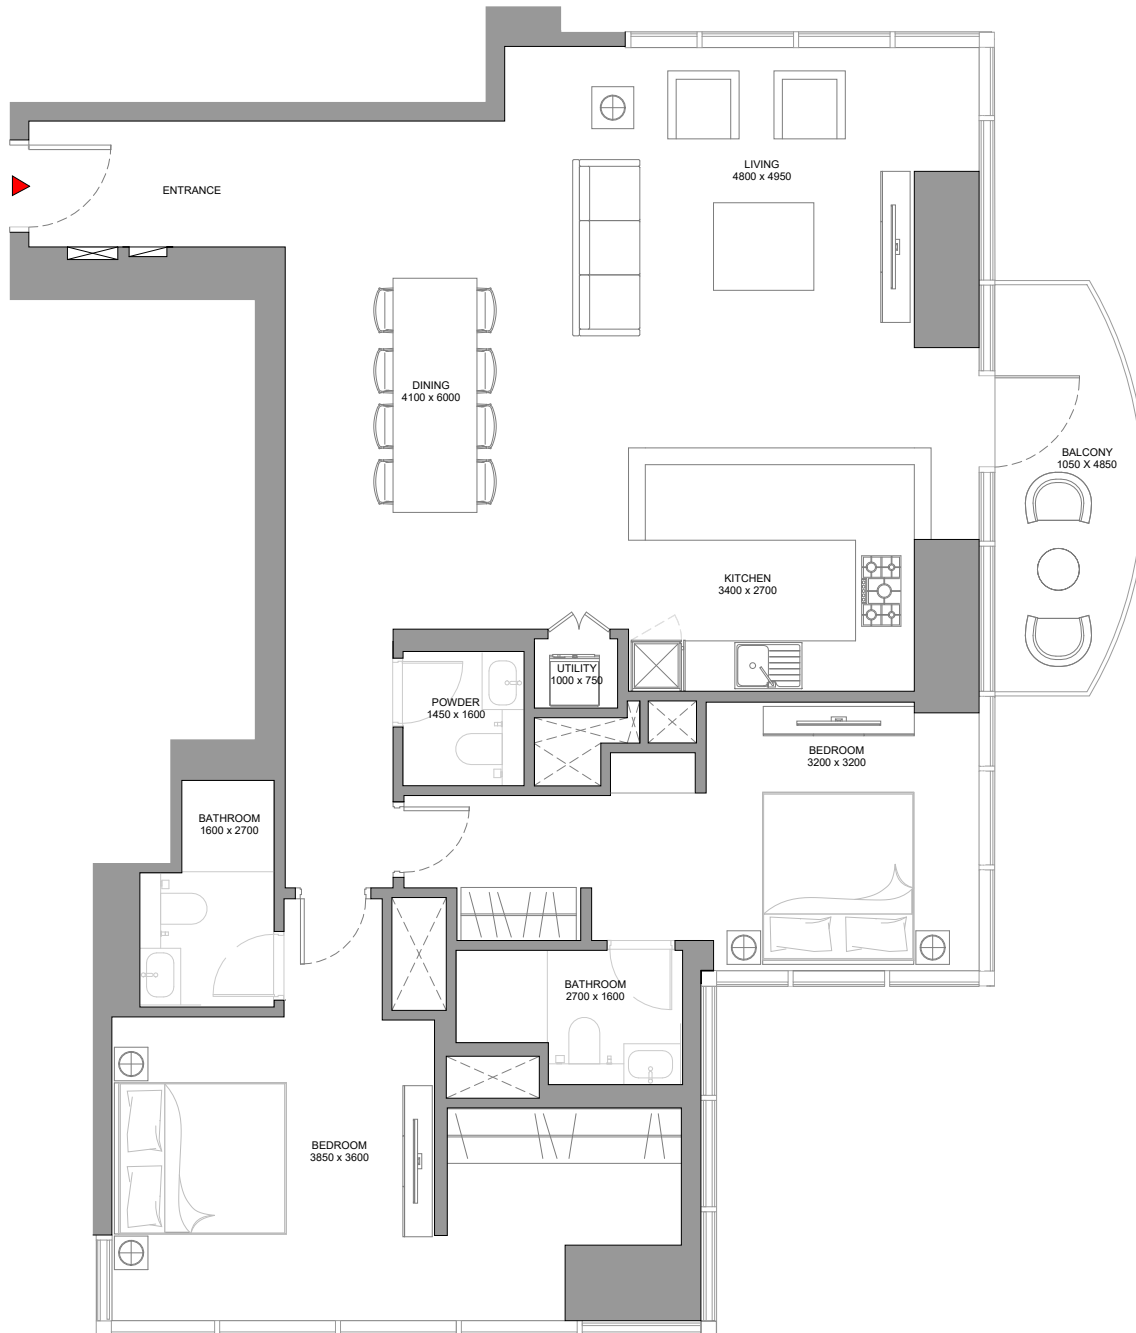 LIVING
4800 x 4950
ENTRANCE
DINING
4100 x 6000
BALCONY
1050 X 4850
KITCHEN
3400 x 2700
UTILITY
1000 x 750
POWDER
1450 x 1600
BEDROOM
3200 x 3200
BATHROOM
1600 x 2700
BATHROOM
2700 x 1600
BEDROOM
3850 x 3600